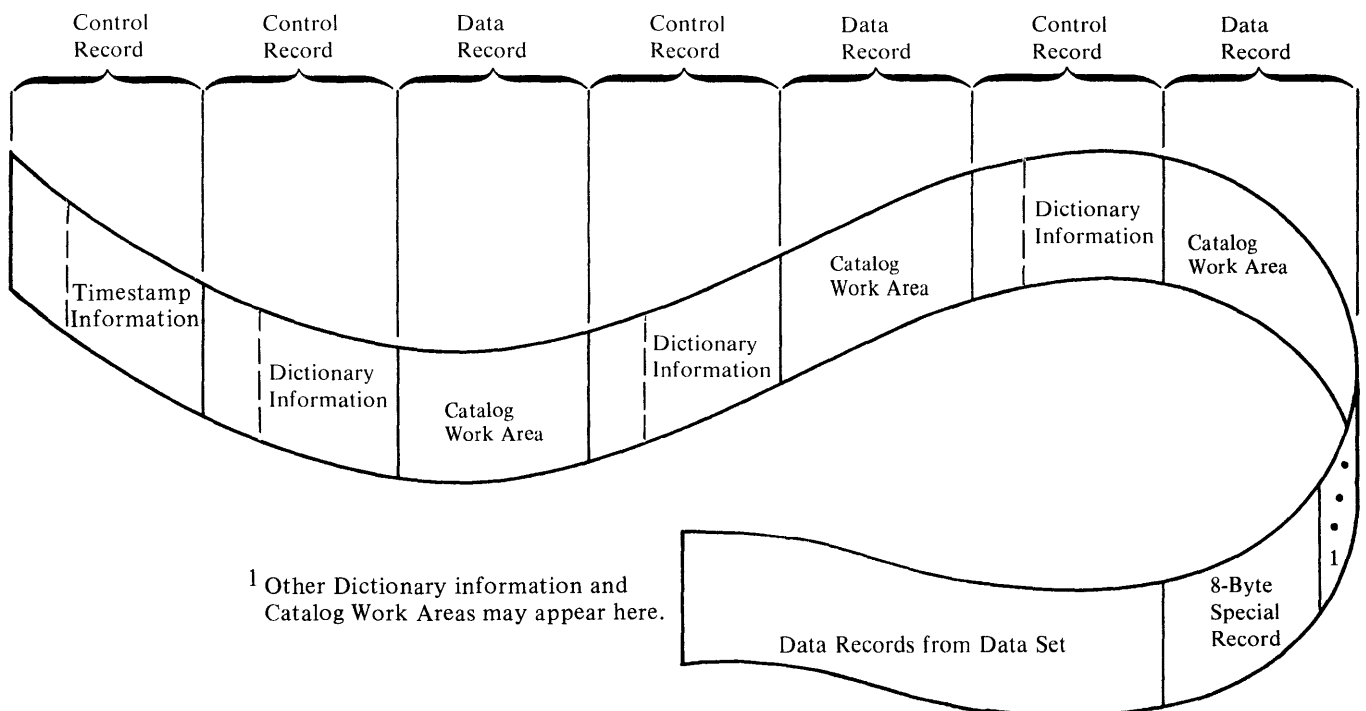 Control
Record
Control
Record
Data
Record
Control
Record
Data
Record
Control
Record
Data
Record
Timestamp
Information
Dictionary
Information
Catalog
Work Area
Dictionary
Information
Catalog
Work Area
Dictionary
Information
Catalog
Work Area
1
8-Byte
Special
Record
Data Records from Data Set
1 Other Dictionary information and
Catalog Work Areas may appear here.